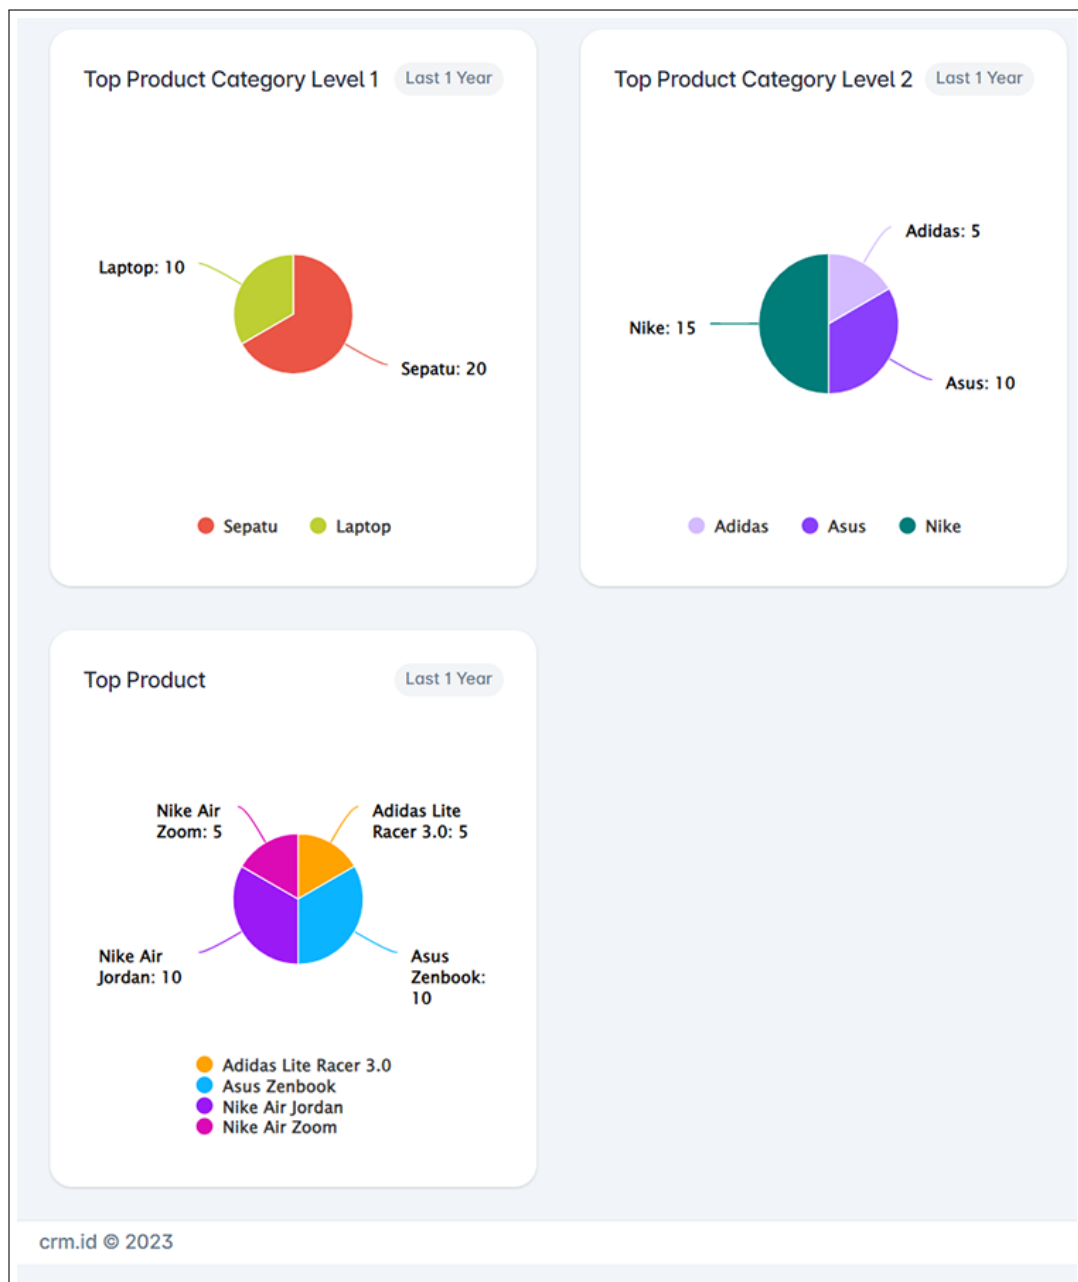 Top Product Category Level 1
Last 1 Year
Laptop: 10
Sepatu: 20
Sepatu
Laptop
Top Product Category Level 2
Last 1 Year
Adidas: 5
Nike: 15
Asus: 10
Adidas
Asus
Nike
Top Product
Last 1 Year
Nike Air
Zoom: 5
Adidas Lite
Racer 3.0: 5
Nike Air
Jordan: 10
Asus
Zenbook:
10
Adidas Lite Racer 3.0
Asus Zenbook
Nike Air Jordan
Nike Air Zoom
crm.id © 2023